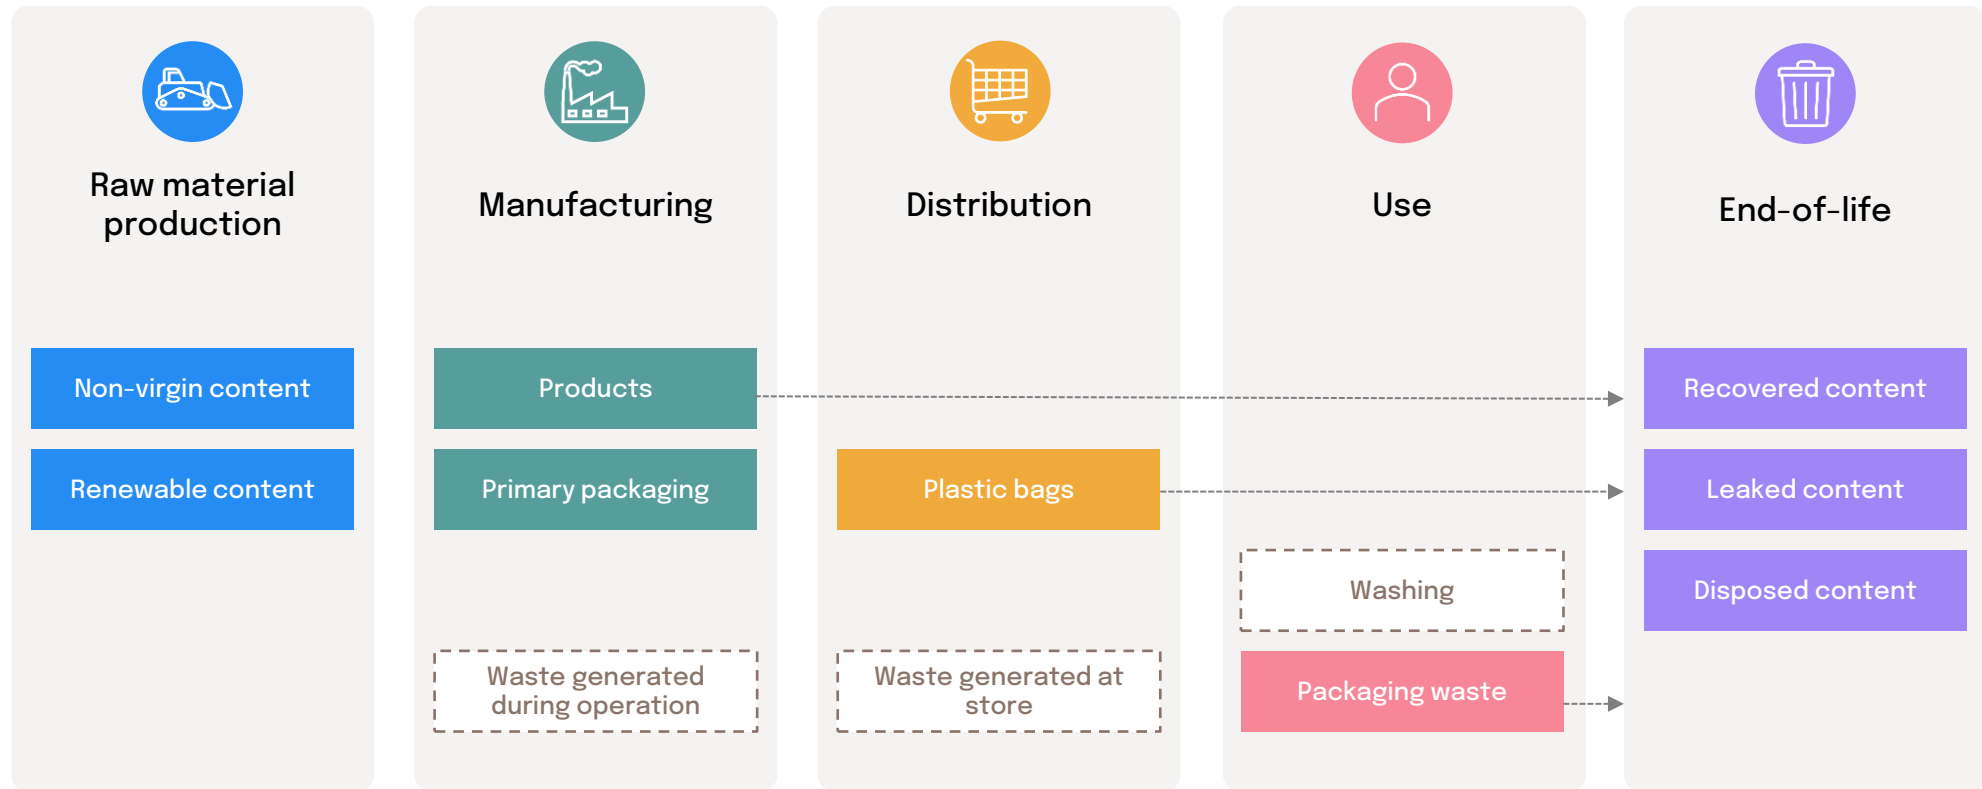 Raw material
production
Manufacturing
Distribution
Use
End-of-life
Non-virgin content
Products
Recovered content
Renewable content
Primary packaging
Plastic bags
Leaked content
Washing
Disposed content
Waste generated
during operation
Waste generated at
store
Packaging waste